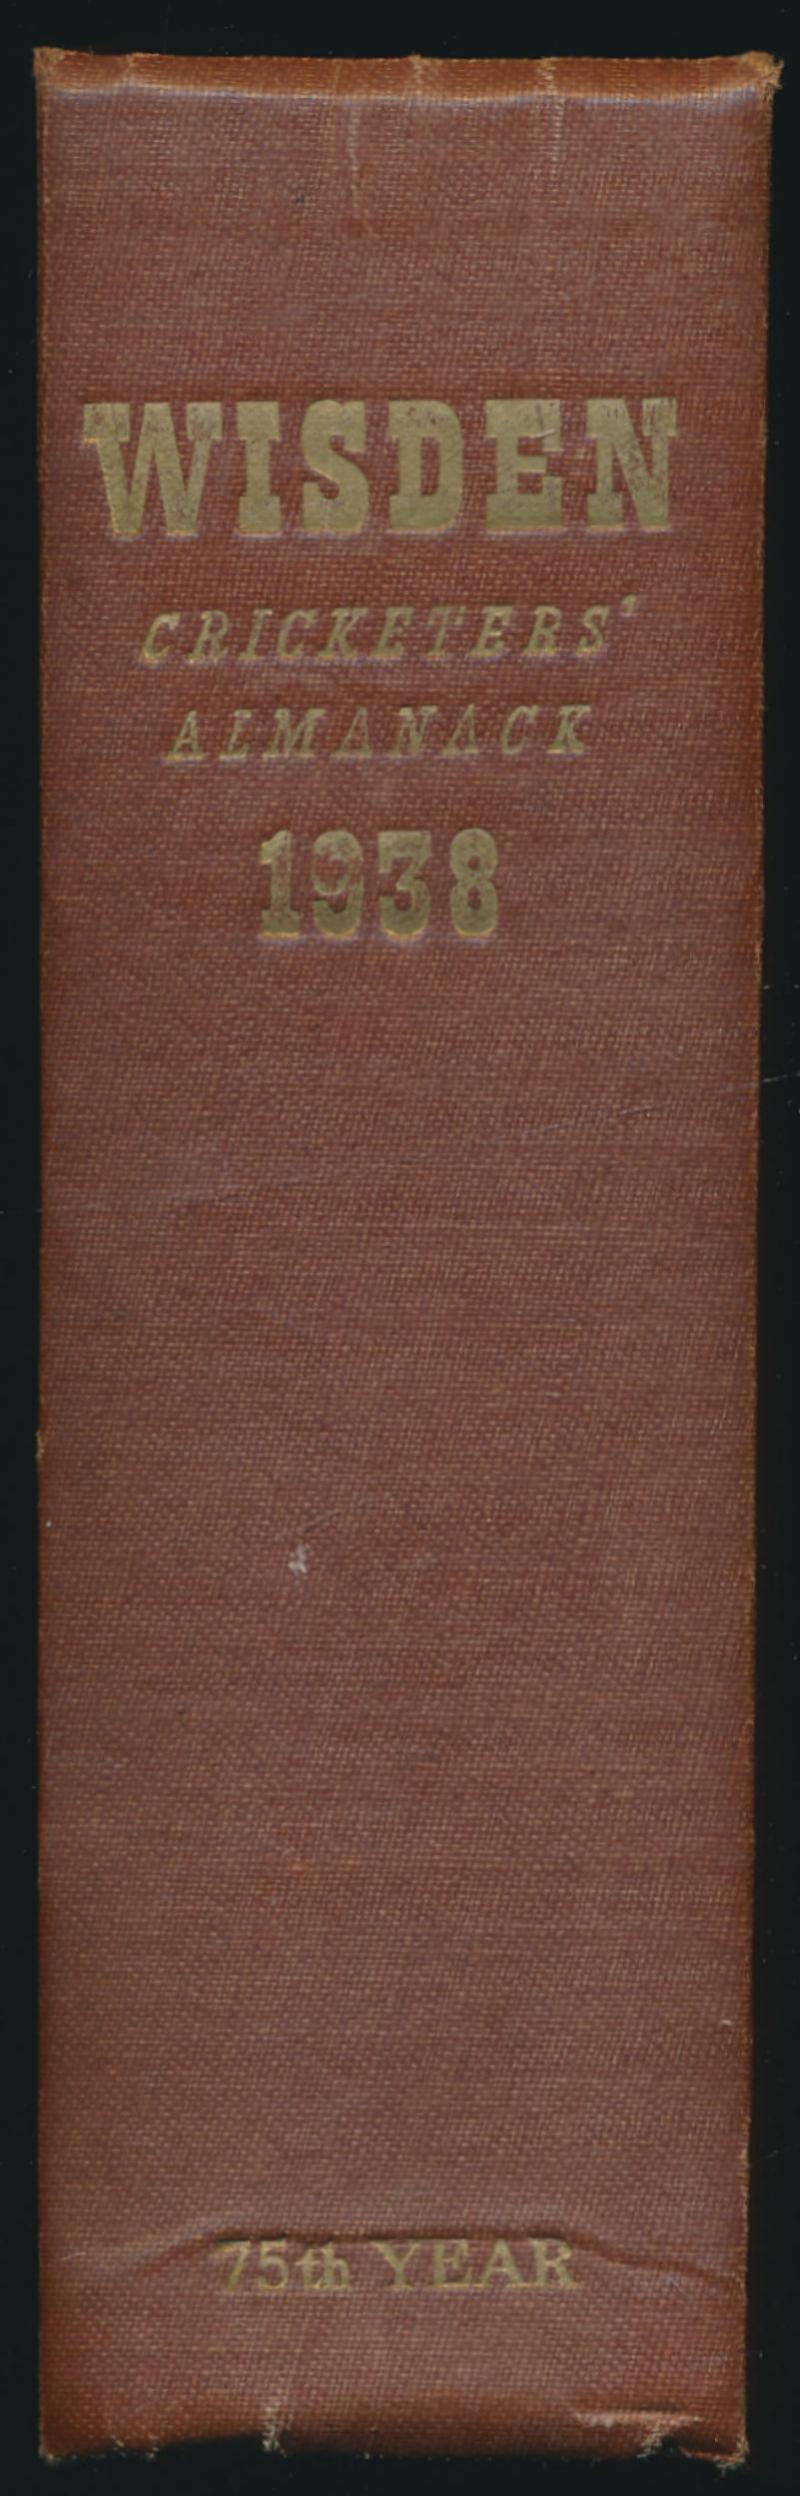 WISDEN
CRICKETERS'
ALMANACK
1938
75th YEAR